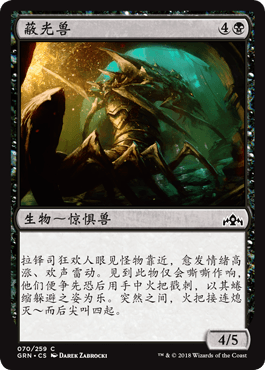 蔽光兽 4
生物～惊惧兽
拉铎司狂欢人眼见怪物靠近，愈发情绪高
涨、欢声雷动。见到此物仅会嘶嘶作响，
他们便争先恐后用手中火把戳刺，以其蜷
缩躲避之姿为乐。突然之间，火把接连熄
灭～而后尖叫四起。
4/5
070/259 C
GRN • CS DAREK ZABROCKI
™ & © 2018 Wizards of the Coast